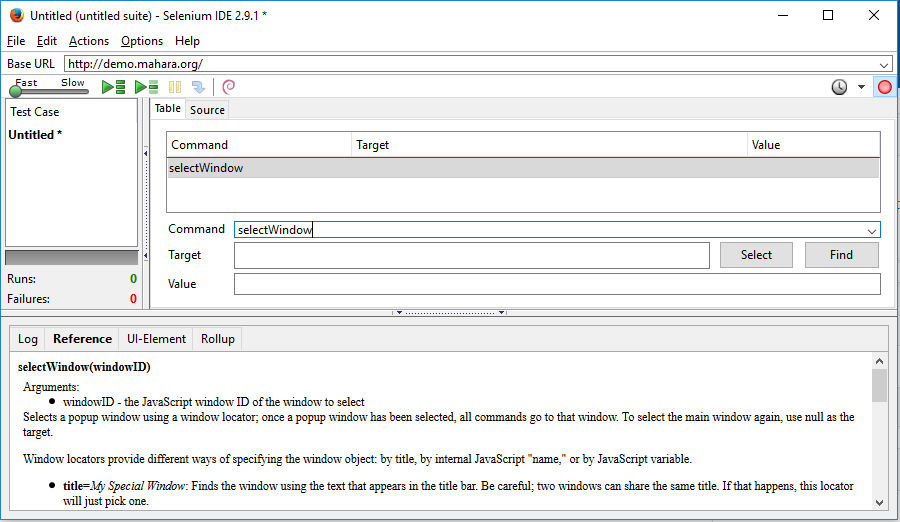 Untitled (untitled suite) - Selenium IDE 2.9.1 *
File Edit Actions Options Help
Base URL http://demo.mahara.org/
Fast Slow
Test Case
Untitled *
Runs: 0
Failures: 0
Table Source
Command Target Value
selectWindow
Command selectWindow
Target Select Find
Value
Log Reference UI-Element Rollup
selectWindow(windowID)
Arguments:
• windowID - the JavaScript window ID of the window to select
Selects a popup window using a window locator; once a popup window has been selected, all commands go to that window. To select the main window again, use null as the
target.
Window locators provide different ways of specifying the window object: by title, by internal JavaScript "name," or by JavaScript variable.
• title=My Special Window: Finds the window using the text that appears in the title bar. Be careful; two windows can share the same title. If that happens, this locator
will just pick one.